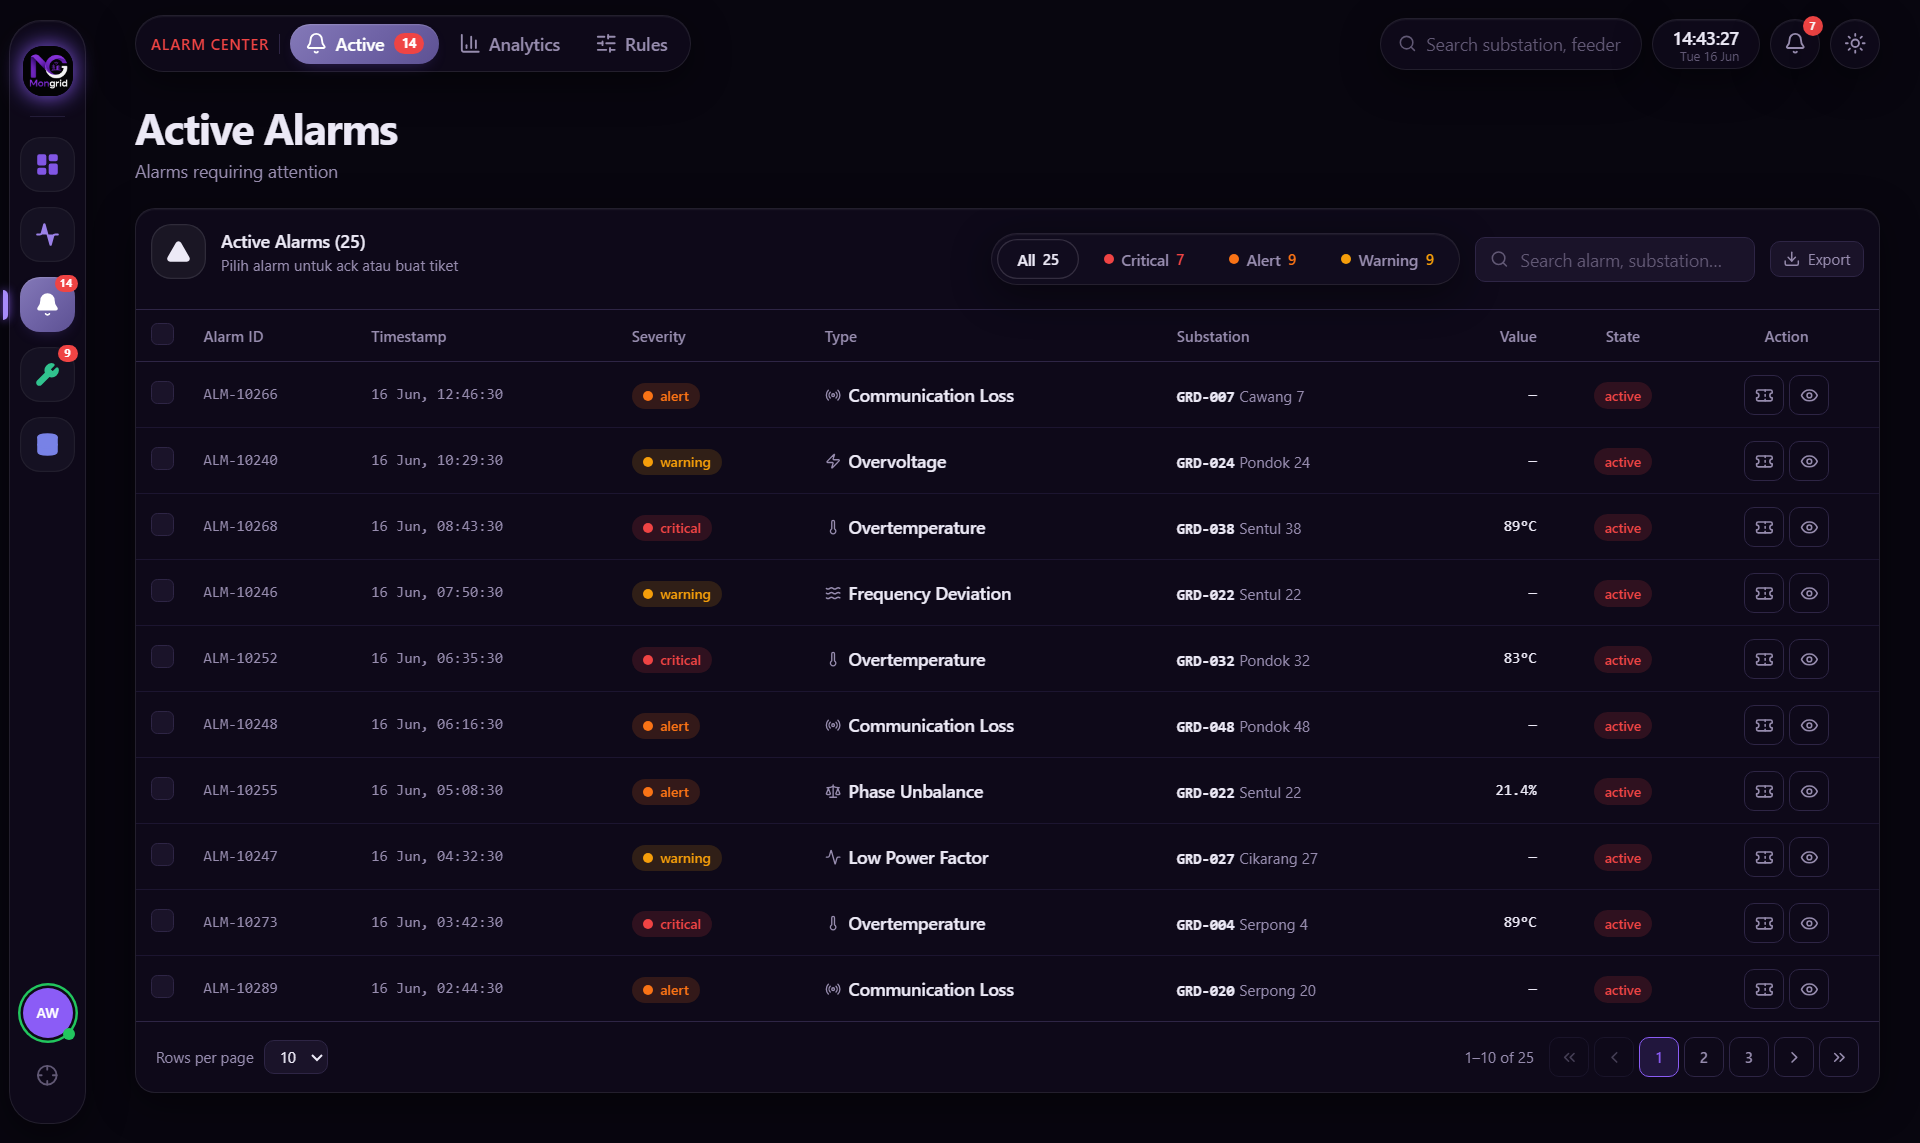 ALARM CENTER
Active 14
Analytics
Rules
Search substation, feeder
14:43:27
Tue 16 Jun
7
NG
Mongrid
14
9
AW
Active Alarms
Alarms requiring attention
Active Alarms (25)
Pilih alarm untuk ack atau buat tiket
All 25
Critical 7
Alert 9
Warning 9
Search alarm, substation...
Export
Alarm ID Timestamp Severity Type Substation Value State Action
ALM-10266 16 Jun, 12:46:30 alert Communication Loss GRD-007 Cawang 7 — active
ALM-10240 16 Jun, 10:29:30 warning Overvoltage GRD-024 Pondok 24 — active
ALM-10268 16 Jun, 08:43:30 critical Overtemperature GRD-038 Sentul 38 89°C active
ALM-10246 16 Jun, 07:50:30 warning Frequency Deviation GRD-022 Sentul 22 — active
ALM-10252 16 Jun, 06:35:30 critical Overtemperature GRD-032 Pondok 32 83°C active
ALM-10248 16 Jun, 06:16:30 alert Communication Loss GRD-048 Pondok 48 — active
ALM-10255 16 Jun, 05:08:30 alert Phase Unbalance GRD-022 Sentul 22 21.4% active
ALM-10247 16 Jun, 04:32:30 warning Low Power Factor GRD-027 Cikarang 27 — active
ALM-10273 16 Jun, 03:42:30 critical Overtemperature GRD-004 Serpong 4 89°C active
ALM-10289 16 Jun, 02:44:30 alert Communication Loss GRD-020 Serpong 20 — active
Rows per page 10
1–10 of 25 « ‹ 1 2 3 › »